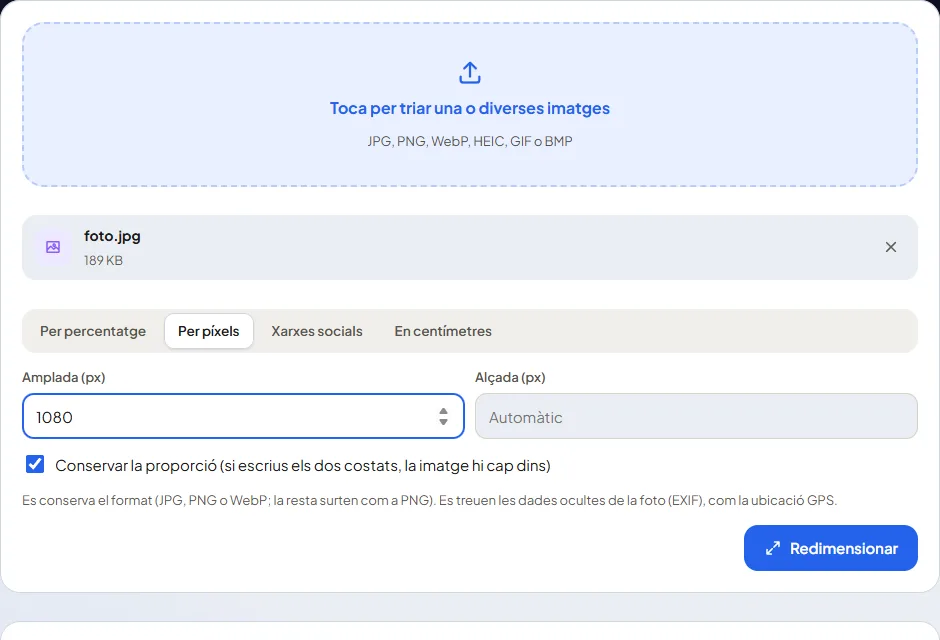 Toca per triar una o diverses imatges
JPG, PNG, WebP, HEIC, GIF o BMP
foto.jpg
189 KB
Per percentatge
Per píxels
Xarxes socials
En centímetres
Amplada (px)
Alçada (px)
1080
Automàtic
Conservar la proporció (si escrius els dos costats, la imatge hi cap dins)
Es conserva el format (JPG, PNG o WebP; la resta surten com a PNG). Es treuen les dades ocultes de la foto (EXIF), com la ubicació GPS.
Redimensionar